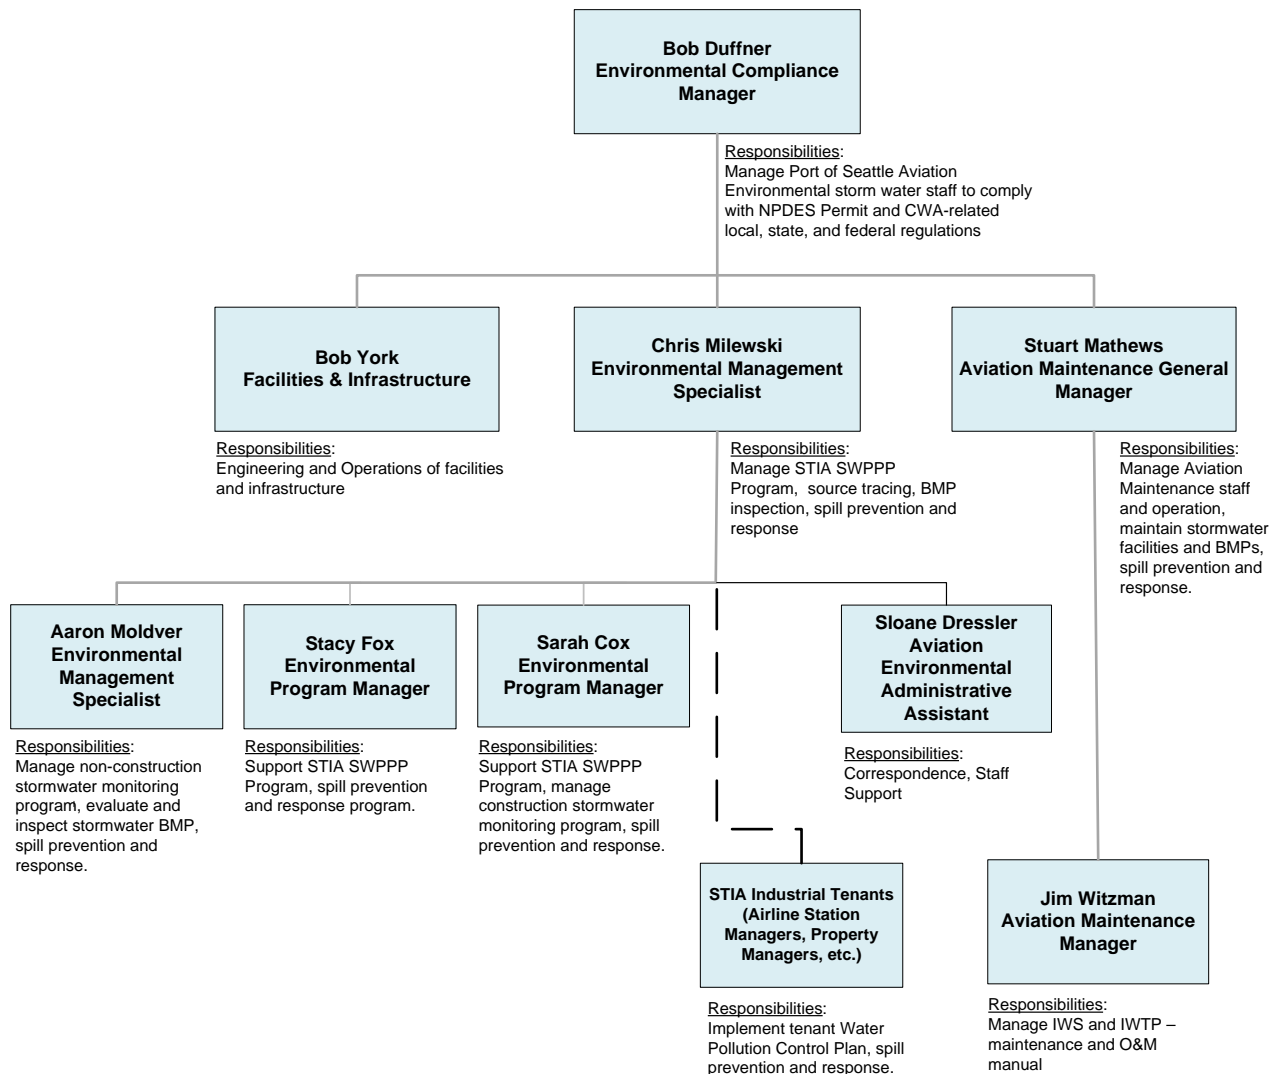 Bob Duffner
Environmental Compliance
Manager
Responsibilities:
Manage Port of Seattle Aviation
Environmental storm water staff to comply
with NPDES Permit and CWA-related
local, state, and federal regulations
Bob York
Facilities & Infrastructure
Responsibilities:
Engineering and Operations of facilities
and infrastructure
Chris Milewski
Environmental Management
Specialist
Responsibilities:
Manage STIA SWPPP
Program, source tracing, BMP
inspection, spill prevention and
response
Stuart Mathews
Aviation Maintenance General
Manager
Responsibilities:
Manage Aviation
Maintenance staff
and operation,
maintain stormwater
facilities and BMPs,
spill prevention and
response.
Aaron Moldver
Environmental
Management
Specialist
Responsibilities:
Manage non-construction
stormwater monitoring
program, evaluate and
inspect stormwater BMP,
spill prevention and
response.
Stacy Fox
Environmental
Program Manager
Responsibilities:
Support STIA SWPPP
Program, spill prevention
and response program.
Sarah Cox
Environmental
Program Manager
Responsibilities:
Support STIA SWPPP
Program, manage
construction stormwater
monitoring program, spill
prevention and response.
Sloane Dressler
Aviation
Environmental
Administrative
Assistant
Responsibilities:
Correspondence, Staff
Support
STIA Industrial Tenants
(Airline Station
Managers, Property
Managers, etc.)
Responsibilities:
Implement tenant Water
Pollution Control Plan, spill
prevention and response.
Jim Witzman
Aviation Maintenance
Manager
Responsibilities:
Manage IWS and IWTP –
maintenance and O&M
manual